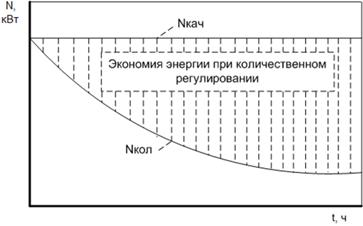 N,
кВт
Nкач
Экономия энергии при количественном
регулировании
Nкол
t, ч